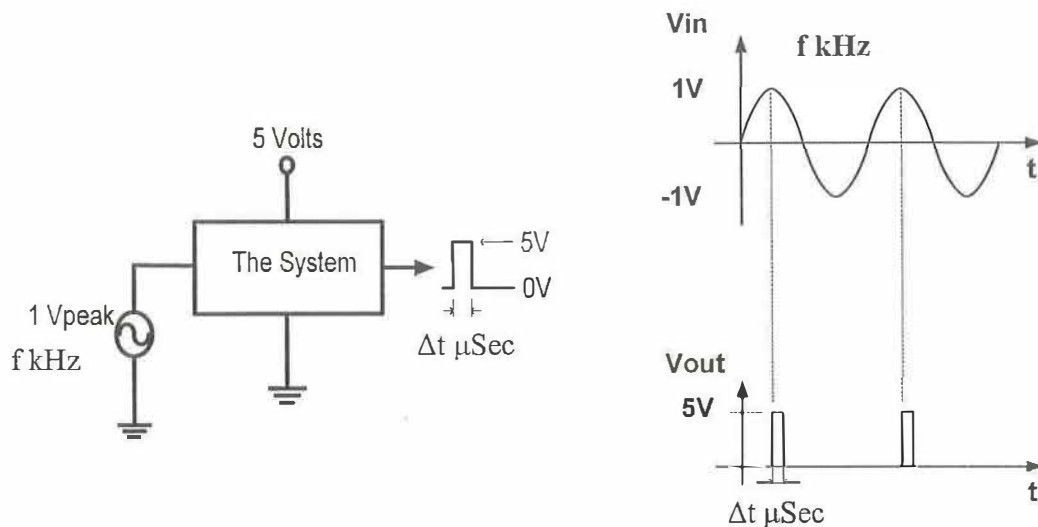 5 Volts
The System
5V
0V
1 Vpeak
f kHz
Δt μSec
Vin
f kHz
1V
-1V
t
Vout
5V
t
Δt μSec